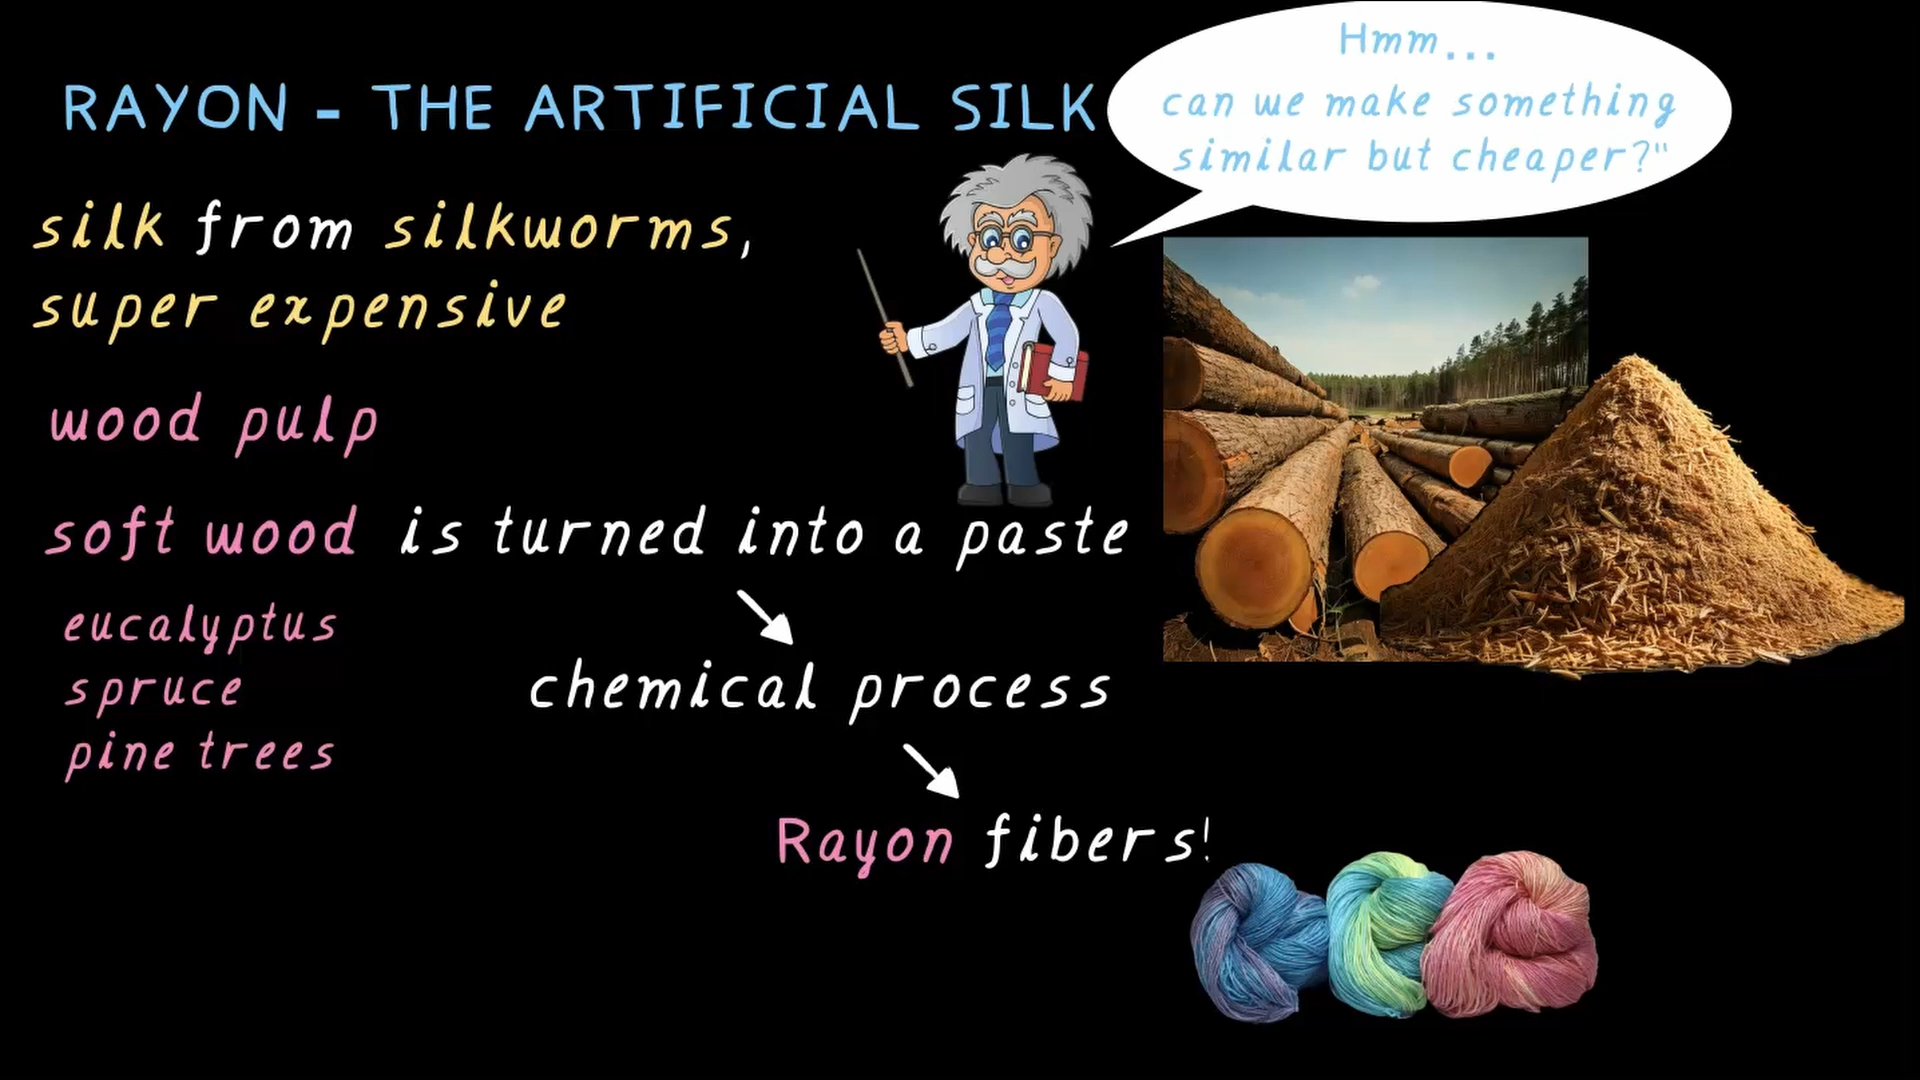 RAYON - THE ARTIFICIAL SILK
Hmm...
can we make something
similar but cheaper?"
silk from silkworms,
super expensive
wood pulp
soft wood is turned into a paste
eucalyptus
spruce
pine trees
chemical process
Rayon fibers!